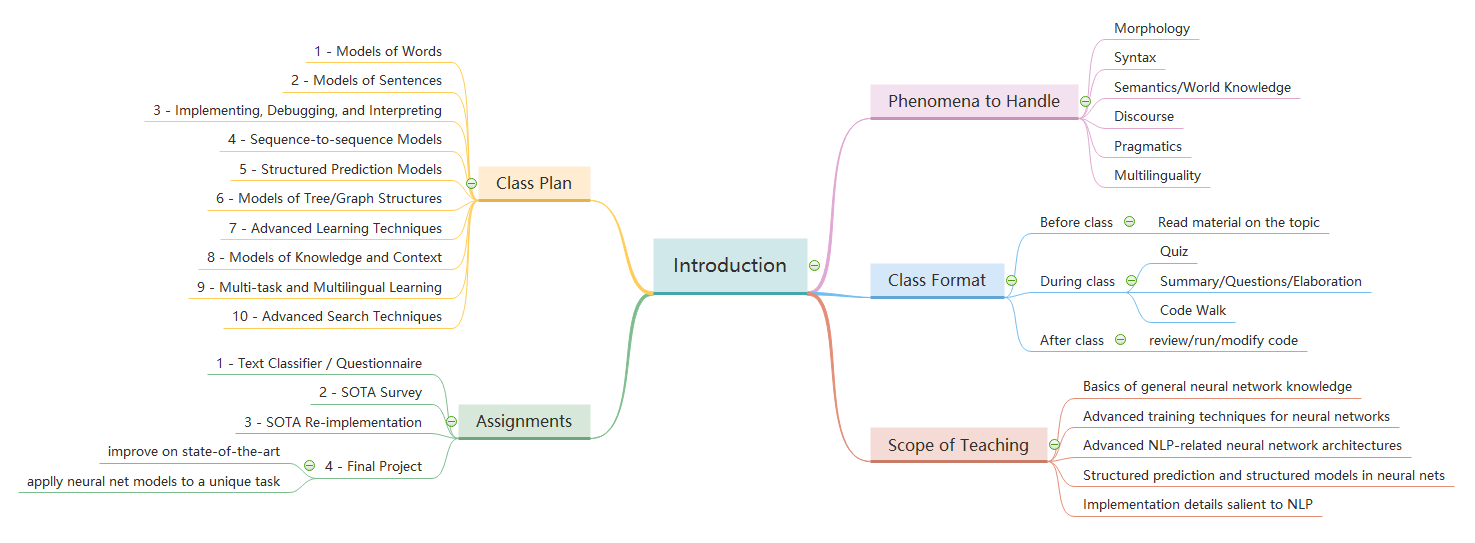 Introduction
Phenomena to Handle
Morphology
Syntax
Semantics/World Knowledge
Discourse
Pragmatics
Multilinguality
Class Format
Before class
Read material on the topic
During class
Quiz
Summary/Questions/Elaboration
Code Walk
After class
review/run/modify code
Scope of Teaching
Basics of general neural network knowledge
Advanced training techniques for neural networks
Advanced NLP-related neural network architectures
Structured prediction and structured models in neural nets
Implementation details salient to NLP
Class Plan
1 - Models of Words
2 - Models of Sentences
3 - Implementing, Debugging, and Interpreting
4 - Sequence-to-sequence Models
5 - Structured Prediction Models
6 - Models of Tree/Graph Structures
7 - Advanced Learning Techniques
8 - Models of Knowledge and Context
9 - Multi-task and Multilingual Learning
10 - Advanced Search Techniques
Assignments
1 - Text Classifier / Questionnaire
2 - SOTA Survey
3 - SOTA Re-implementation
4 - Final Project
improve on state-of-the-art
applly neural net models to a unique task